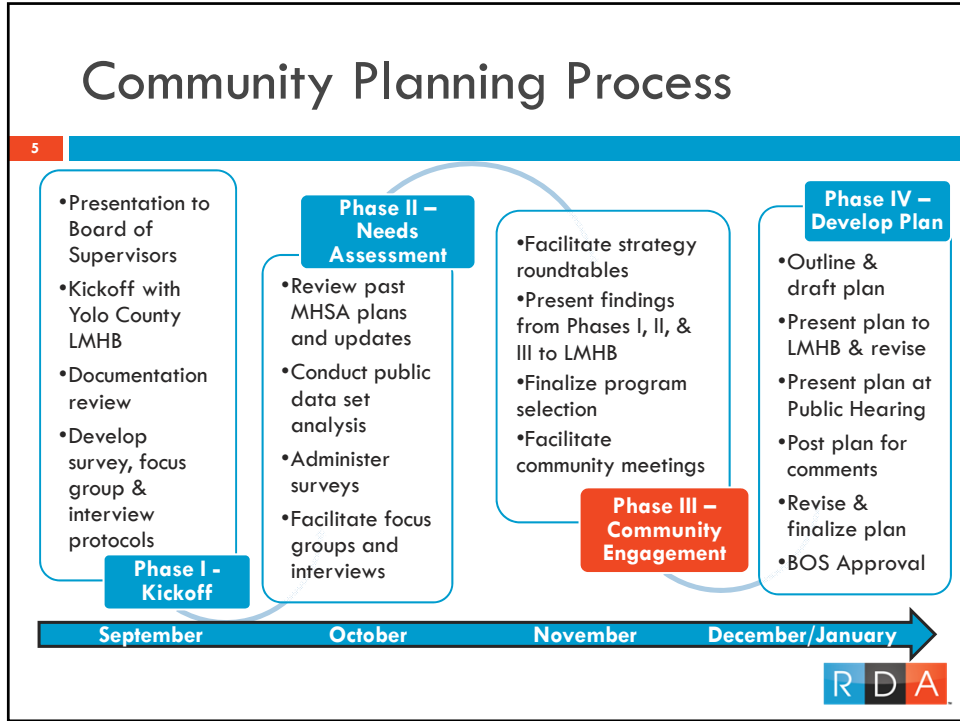 Community Planning Process
5
•Presentation to
Board of
Supervisors
•Kickoff with
Yolo County
LMHB
•Documentation
review
•Develop
survey, focus
group &
interview
protocols
Phase I -
Kickoff
Phase II –
Needs
Assessment
•Review past
MHSA plans
and updates
•Conduct public
data set
analysis
•Administer
surveys
•Facilitate focus
groups and
interviews
•Facilitate strategy
roundtables
•Present findings
from Phases I, II, &
III to LMHB
•Finalize program
selection
•Facilitate
community meetings
Phase III –
Community
Engagement
Phase IV –
Develop Plan
•Outline &
draft plan
•Present plan to
LMHB & revise
•Present plan at
Public Hearing
•Post plan for
comments
•Revise &
finalize plan
•BOS Approval
September October November December/January
R D A